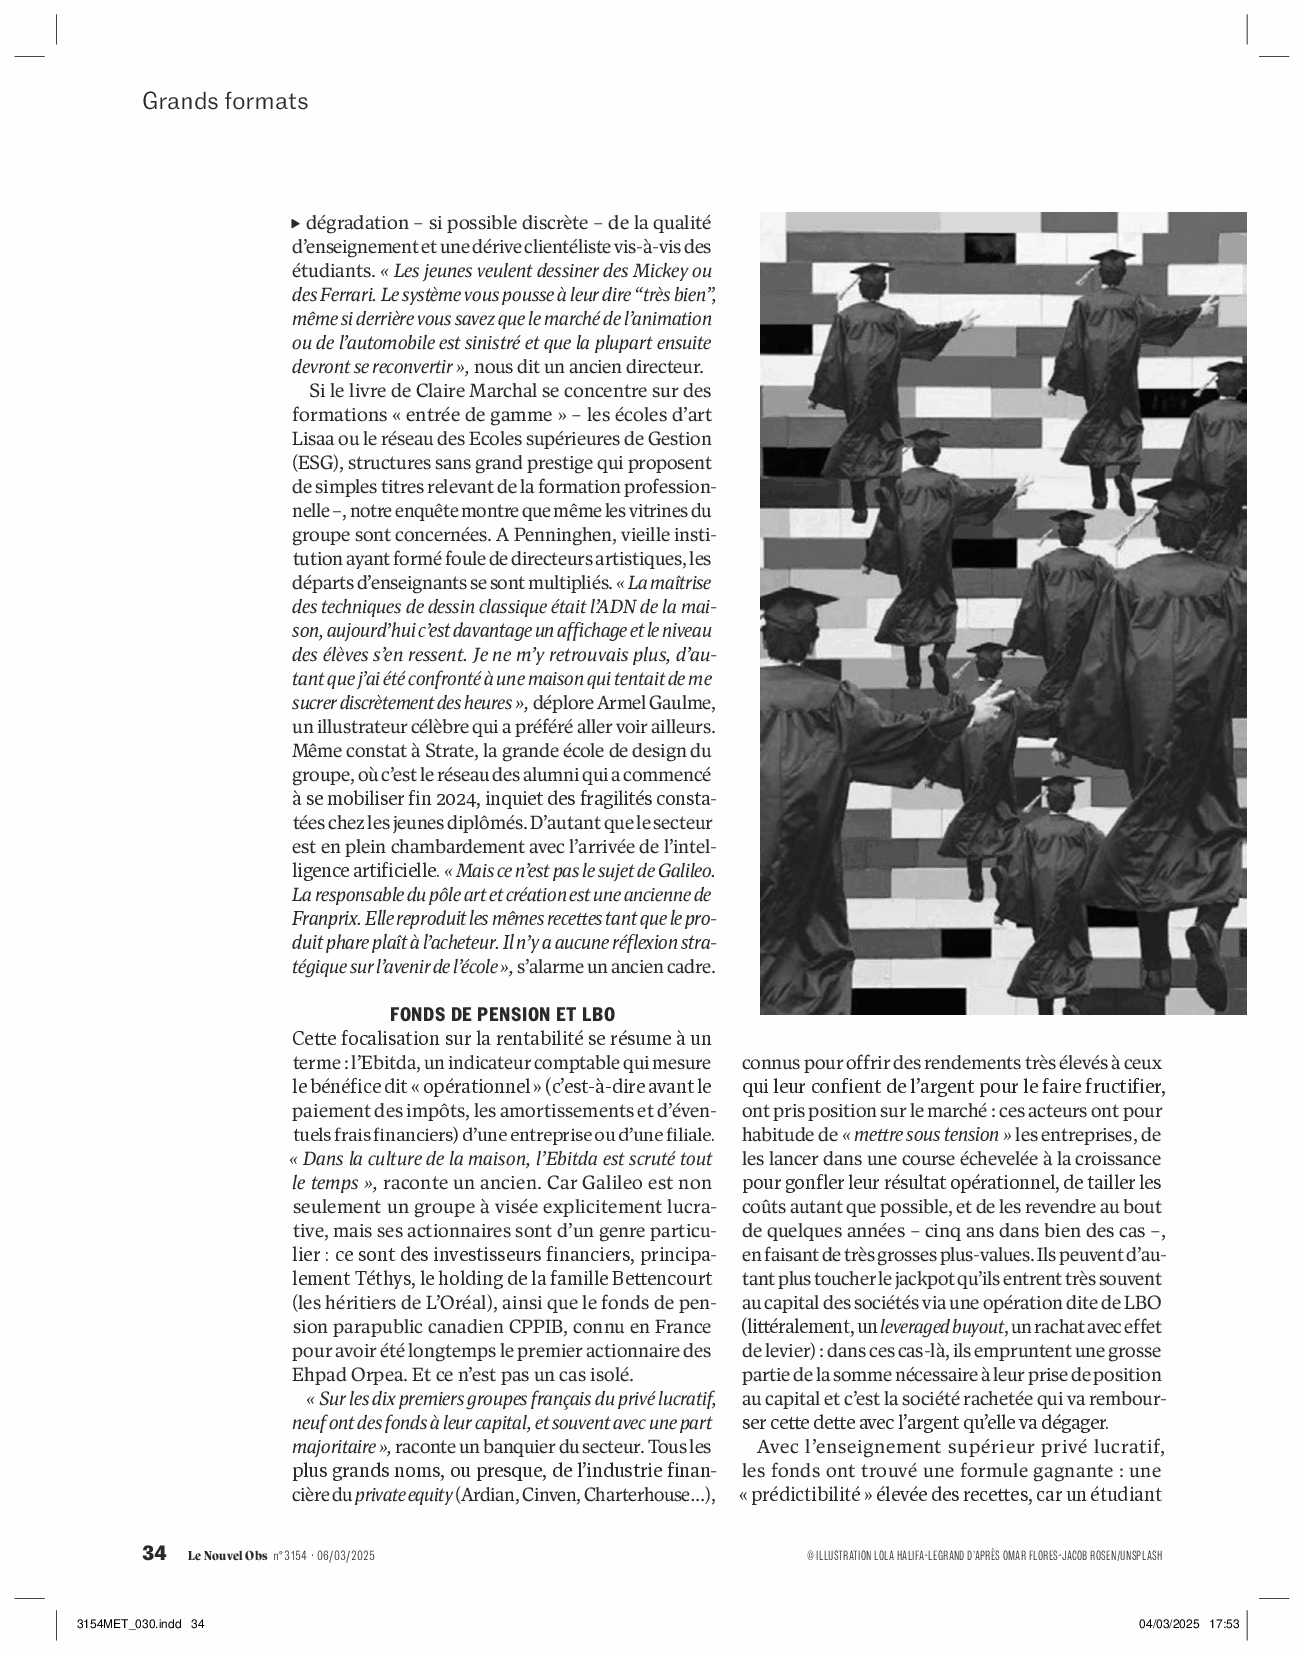 Grands formats
▶ dégradation – si possible discrète – de la qualité
d’enseignement et une dérive clientéliste vis-à-vis des
étudiants. « Les jeunes veulent dessiner des Mickey ou
des Ferrari. Le système vous pousse à leur dire “très bien”,
même si derrière vous savez que le marché de l’animation
ou de l’automobile est sinistré et que la plupart ensuite
devront se reconvertir », nous dit un ancien directeur.
Si le livre de Claire Marchal se concentre sur des
formations « entrée de gamme » – les écoles d’art
Lisaa ou le réseau des Ecoles supérieures de Gestion
(ESG), structures sans grand prestige qui proposent
de simples titres relevant de la formation profession-
nelle –, notre enquête montre que même les vitrines du
groupe sont concernées. A Penninghen, vieille insti-
tution ayant formé foule de directeurs artistiques, les
départs d’enseignants se sont multipliés. « La maîtrise
des techniques de dessin classique était l’ADN de la mai-
son, aujourd’hui c’est davantage un affichage et le niveau
des élèves s’en ressent. Je ne m’y retrouvais plus, d’au-
tant que j’ai été confronté à une maison qui tentait de me
sucrer discrètement des heures », déplore Armel Gaulme,
un illustrateur célèbre qui a préféré aller voir ailleurs.
Même constat à Strate, la grande école de design du
groupe, où c’est le réseau des alumni qui a commencé
à se mobiliser fin 2024, inquiet des fragilités consta-
tées chez les jeunes diplômés. D’autant que le secteur
est en plein chambardement avec l’arrivée de l’intel-
ligence artificielle. « Mais ce n’est pas le sujet de Galileo.
La responsable du pôle art et création est une ancienne de
Franprix. Elle reproduit les mêmes recettes tant que le pro-
duit phare plaît à l’acheteur. Il n’y a aucune réflexion stra-
tégique sur l’avenir de l’école », s’alarme un ancien cadre.
FONDS DE PENSION ET LBO
Cette focalisation sur la rentabilité se résume à un
terme : l’Ebitda, un indicateur comptable qui mesure
le bénéfice dit « opérationnel » (c’est-à-dire avant le
paiement des impôts, les amortissements et d’éven-
tuels frais financiers) d’une entreprise ou d’une filiale.
« Dans la culture de la maison, l’Ebitda est scruté tout
le temps », raconte un ancien. Car Galileo est non
seulement un groupe à visée explicitement lucra-
tive, mais ses actionnaires sont d’un genre particu-
lier : ce sont des investisseurs financiers, principa-
lement Téthys, le holding de la famille Bettencourt
(les héritiers de L’Oréal), ainsi que le fonds de pen-
sion parapublic canadien CPPIB, connu en France
pour avoir été longtemps le premier actionnaire des
Ehpad Orpea. Et ce n’est pas un cas isolé.
« Sur les dix premiers groupes français du privé lucratif,
neuf ont des fonds à leur capital, et souvent avec une part
majoritaire », raconte un banquier du secteur. Tous les
plus grands noms, ou presque, de l’industrie finan-
cière du private equity (Ardian, Cinven, Charterhouse…),
connus pour offrir des rendements très élevés à ceux
qui leur confient de l’argent pour le faire fructifier,
ont pris position sur le marché : ces acteurs ont pour
habitude de « mettre sous tension » les entreprises, de
les lancer dans une course échevelée à la croissance
pour gonfler leur résultat opérationnel, de tailler les
coûts autant que possible, et de les revendre au bout
de quelques années – cinq ans dans bien des cas –,
en faisant de très grosses plus-values. Ils peuvent d’au-
tant plus toucher le jackpot qu’ils entrent très souvent
au capital des sociétés via une opération dite de LBO
(littéralement, un leveraged buyout, un rachat avec effet
de levier) : dans ces cas-là, ils empruntent une grosse
partie de la somme nécessaire à leur prise de position
au capital et c’est la société rachetée qui va rembour-
ser cette dette avec l’argent qu’elle va dégager.
Avec l’enseignement supérieur privé lucratif,
les fonds ont trouvé une formule gagnante : une
« prédictibilité » élevée des recettes, car un étudiant
34 Le Nouvel Obs n° 3154 · 06/03/2025
© ILLUSTRATION LOLA HALIFA-LEGRAND D’APRÈS OMAR FLORES-JACOB ROSEN/UNSPLASH
3154MET_030.indd 34
04/03/2025 17:53